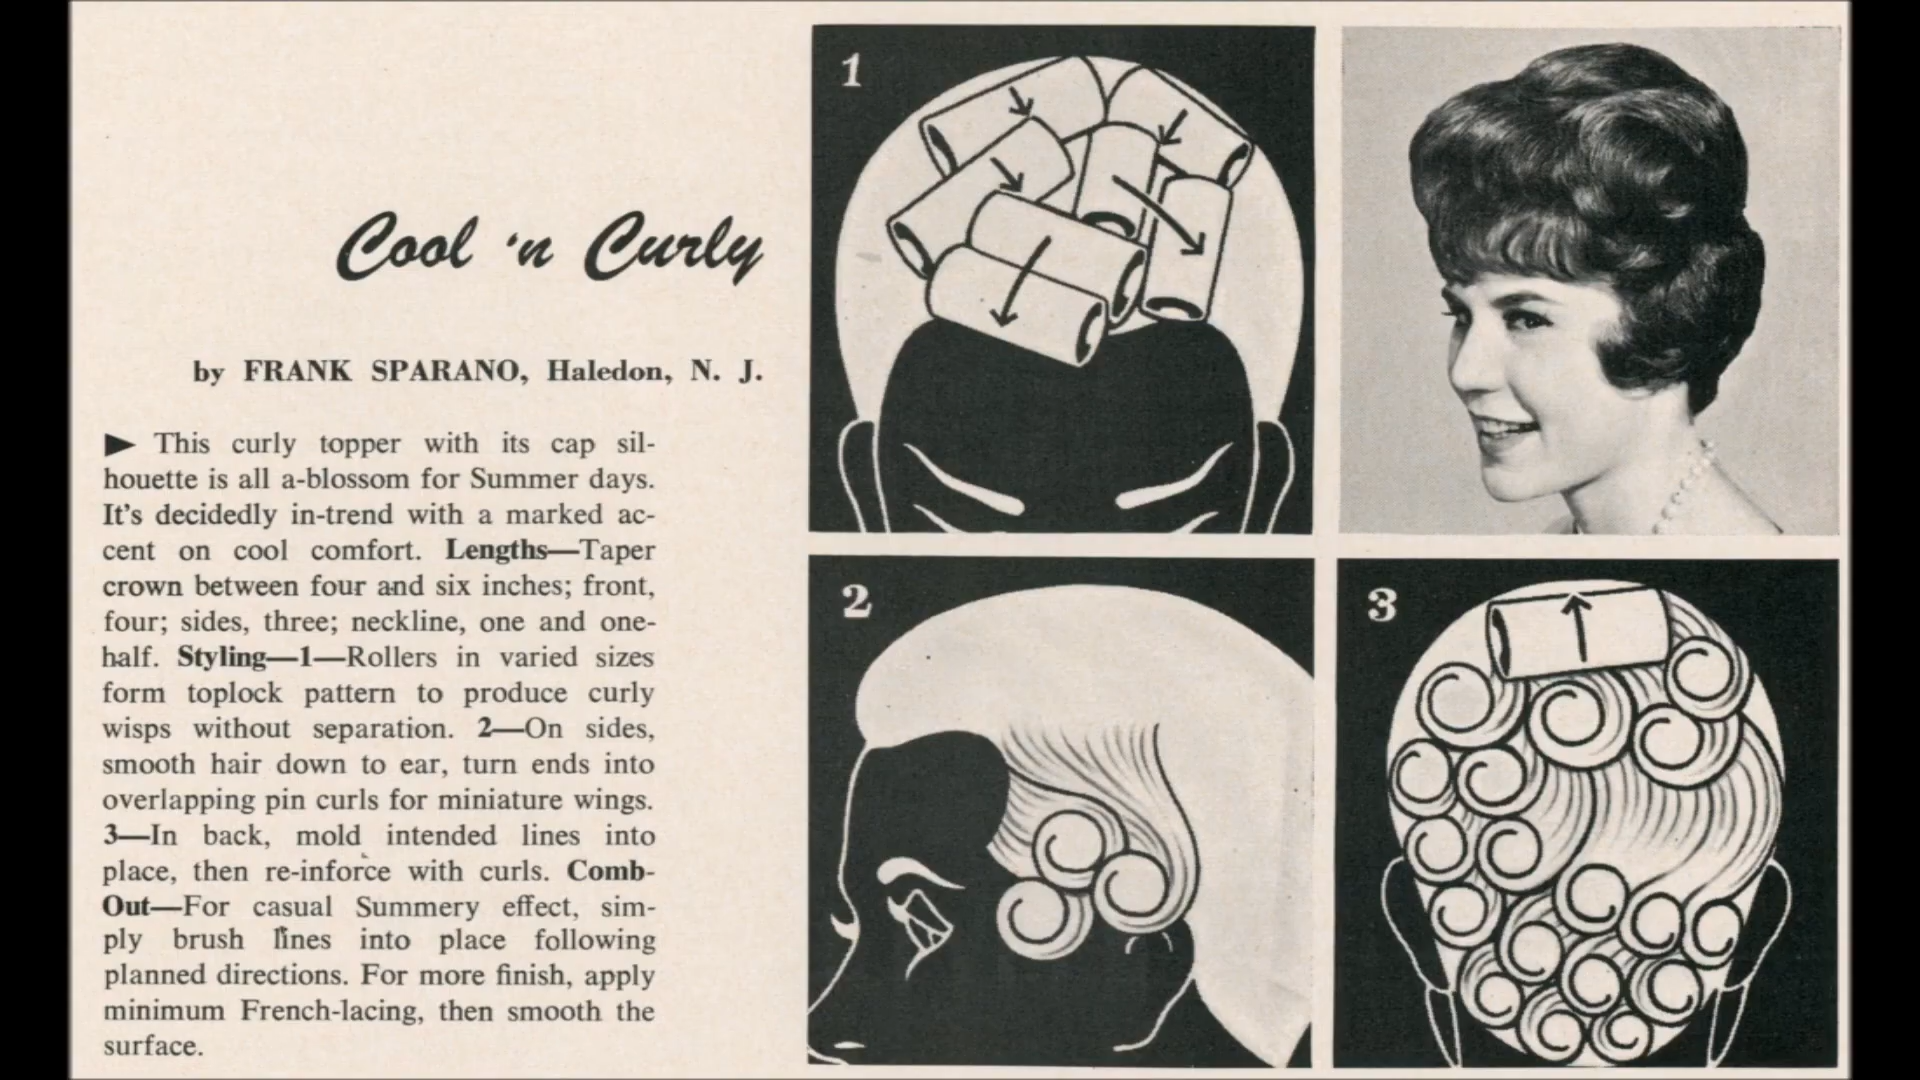 Cool 'n Curly
by FRANK SPARANO, Haledon, N. J.
► This curly topper with its cap sil-
houette is all a-blossom for Summer days.
It's decidedly in-trend with a marked ac-
cent on cool comfort. Lengths—Taper
crown between four and six inches; front,
four; sides, three; neckline, one and one-
half. Styling—1—Rollers in varied sizes
form toplock pattern to produce curly
wisps without separation. 2—On sides,
smooth hair down to ear, turn ends into
overlapping pin curls for miniature wings.
3—In back, mold intended lines into
place, then re-inforce with curls. Comb-
Out—For casual Summery effect, sim-
ply brush lines into place following
planned directions. For more finish, apply
minimum French-lacing, then smooth the
surface.
1
2
3